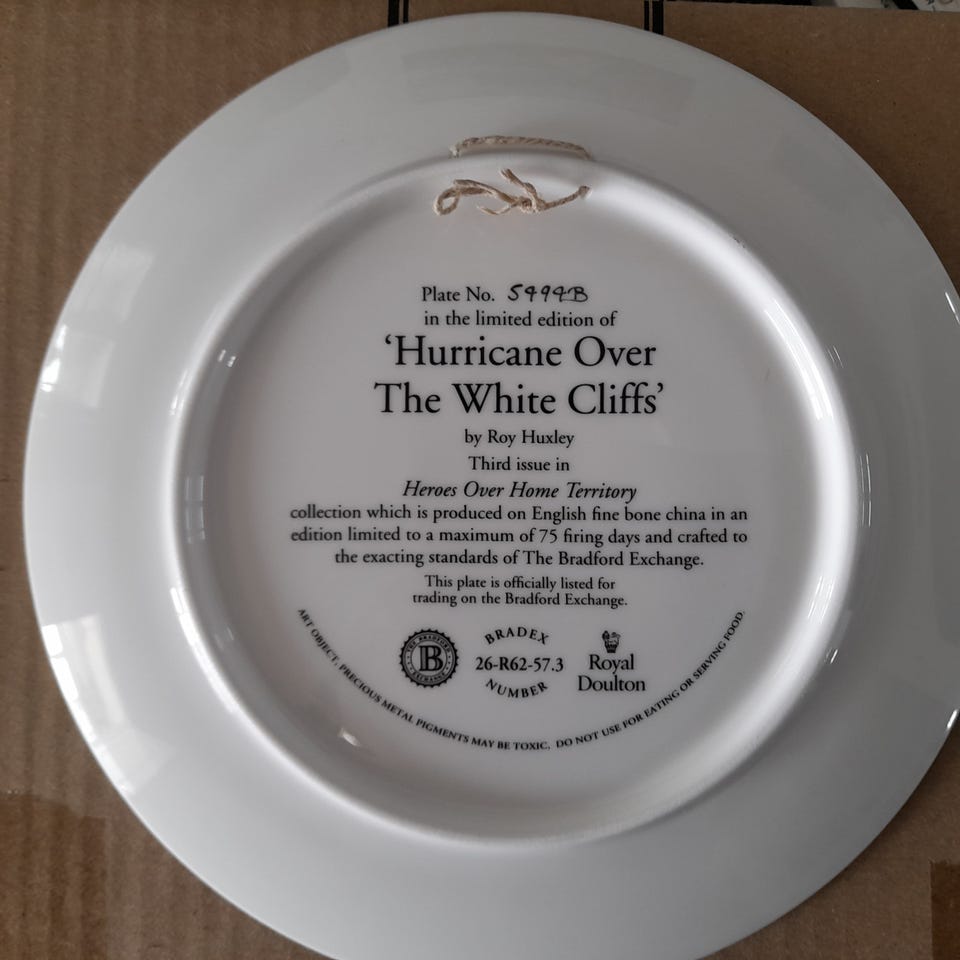 Plate No. 5494B
in the limited edition of
‘Hurricane Over
The White Cliffs’
by Roy Huxley
Third issue in
Heroes Over Home Territory
collection which is produced on English fine bone china in an
edition limited to a maximum of 75 firing days and crafted to
the exacting standards of The Bradford Exchange.
This plate is officially listed for
trading on the Bradford Exchange.
THE BRADFORD
B
EXCHANGE
BRADEX
26-R62-57.3
NUMBER
Royal
Doulton
ART OBJECT, PRECIOUS METAL PIGMENTS MAY BE TOXIC, DO NOT USE FOR EATING OR SERVING FOOD.